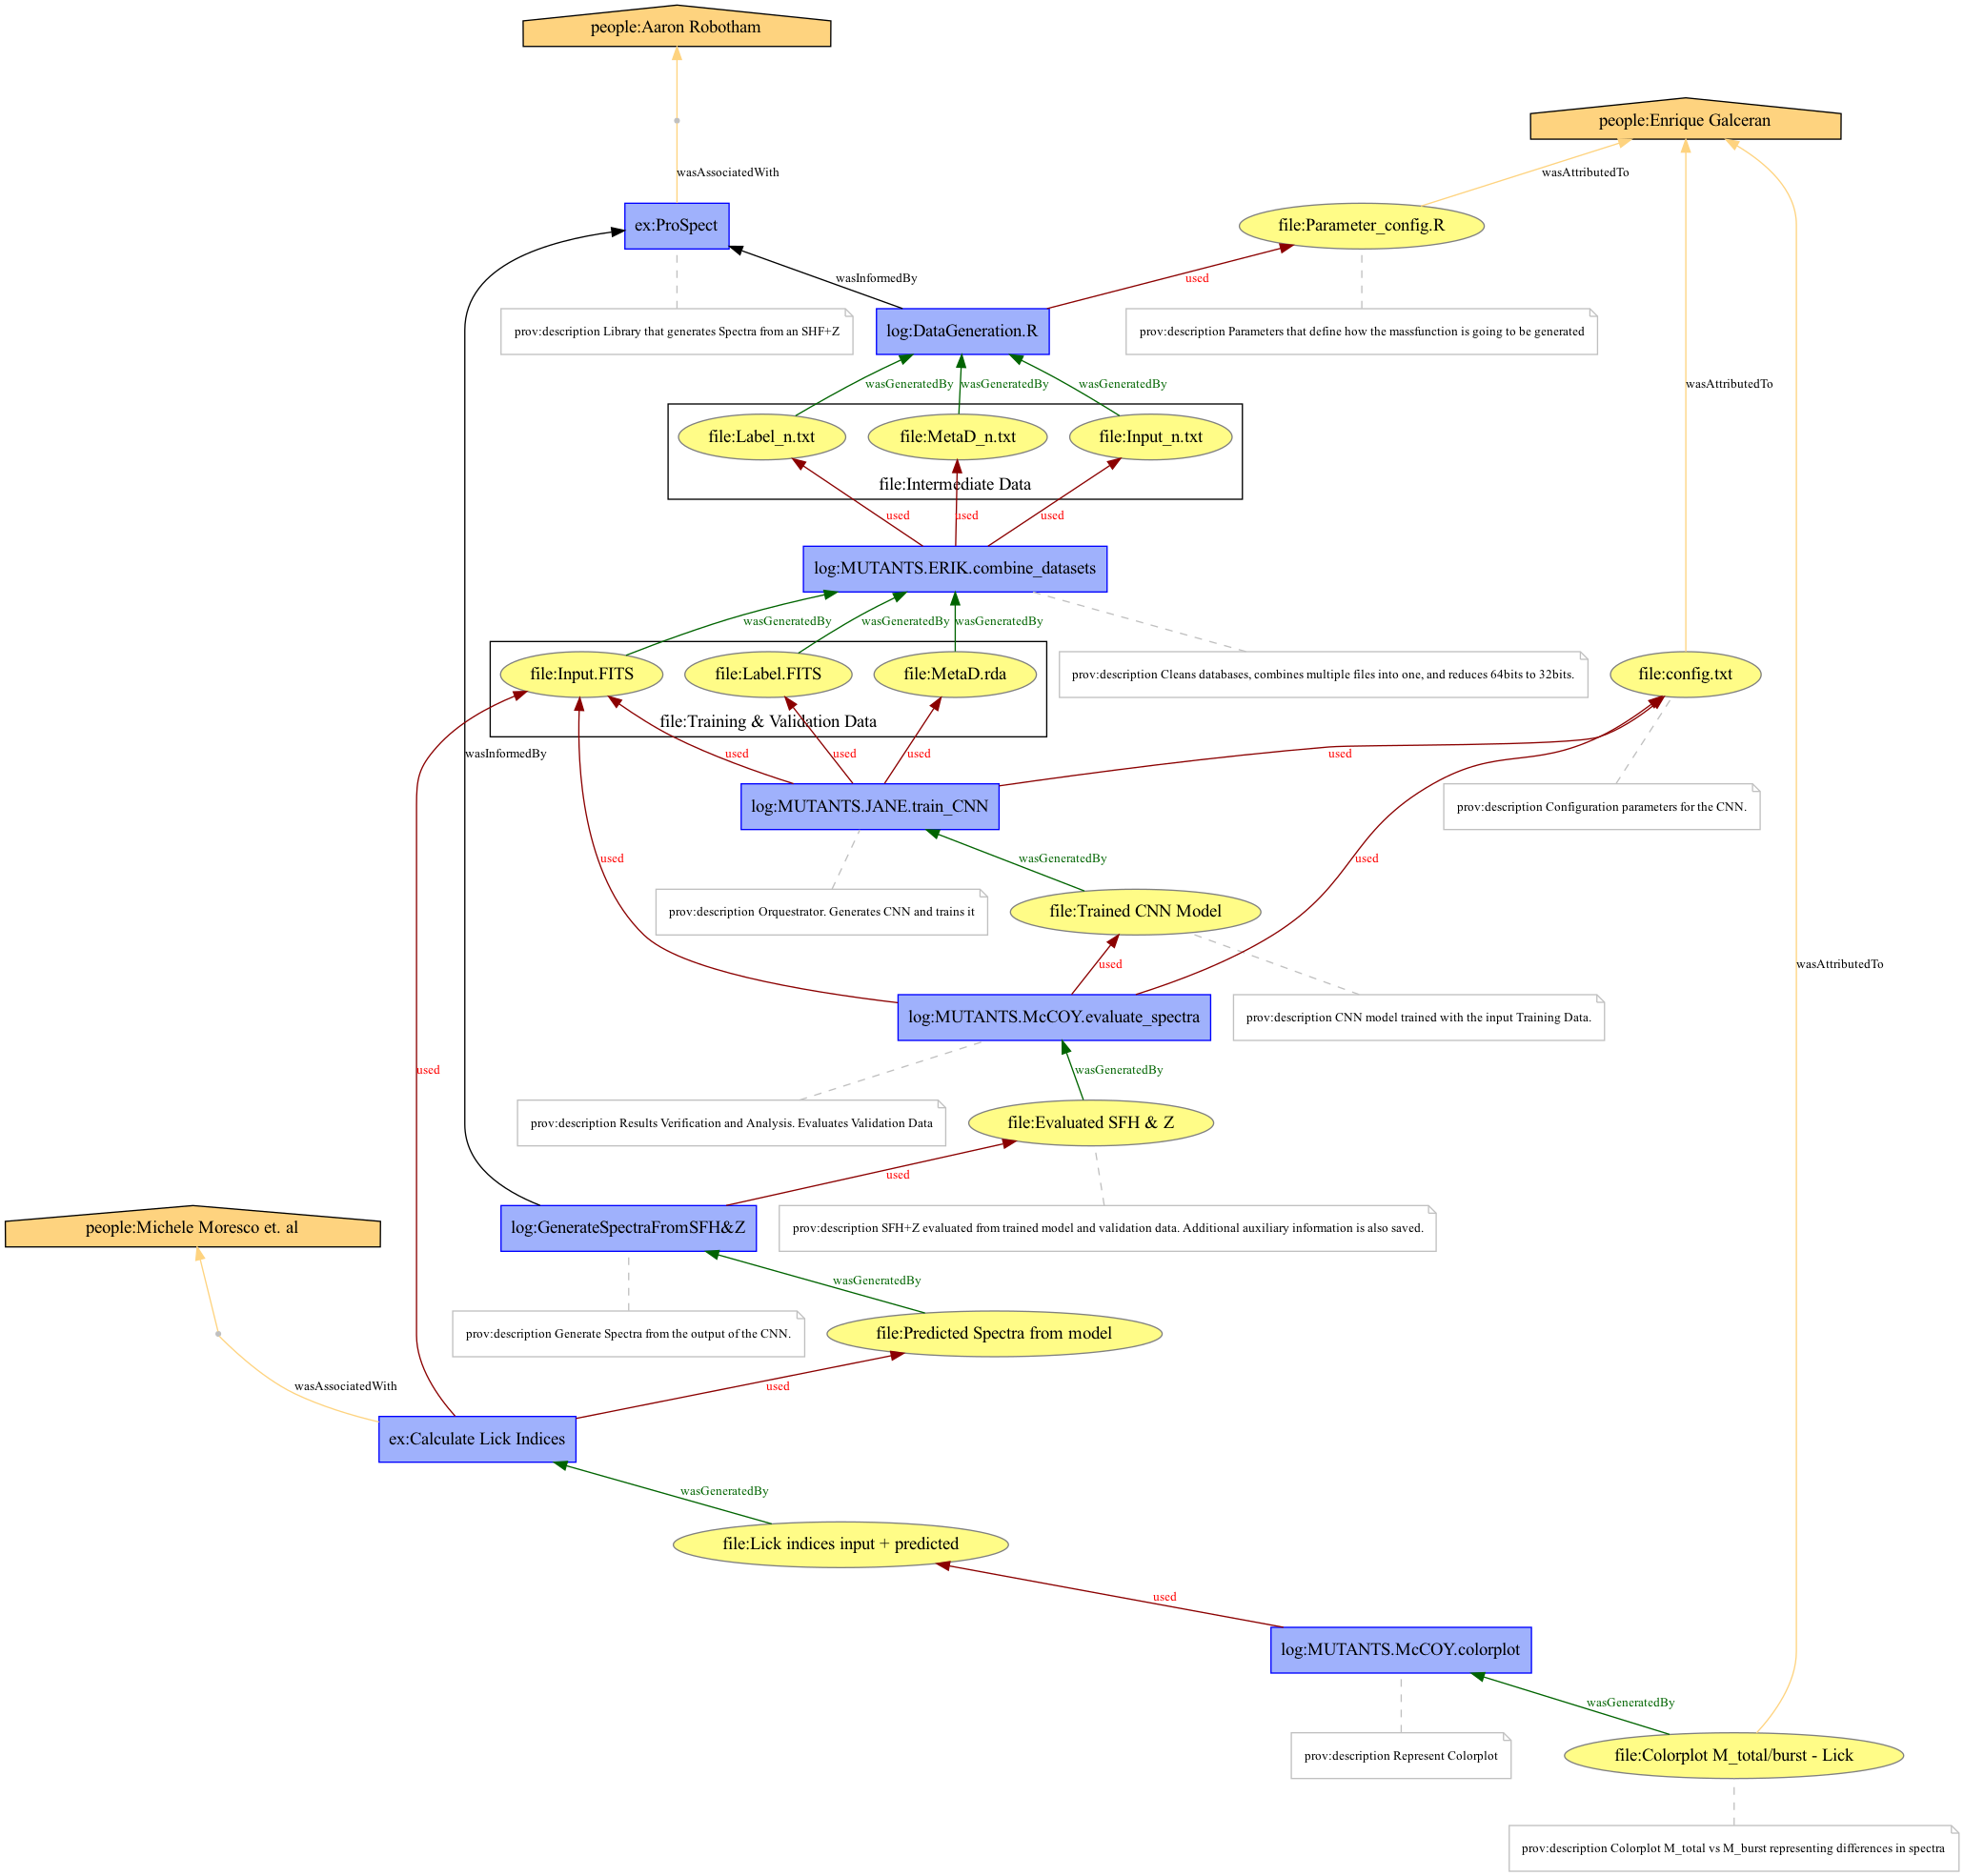 people:Aaron Robotham
people:Enrique Galceran
wasAssociatedWith
wasAttributedTo
ex:ProSpect
file:Parameter_config.R
wasInformedBy
used
prov:description Library that generates Spectra from an SHF+Z
log:DataGeneration.R
prov:description Parameters that define how the massfunction is going to be generated
wasGeneratedBy
wasGeneratedBy
wasGeneratedBy
wasAttributedTo
file:Label_n.txt
file:MetaD_n.txt
file:Input_n.txt
file:Intermediate Data
used
used
used
log:MUTANTS.ERIK.combine_datasets
wasGeneratedBy
wasGeneratedBy
wasGeneratedBy
file:Input.FITS
file:Label.FITS
file:MetaD.rda
prov:description Cleans databases, combines multiple files into one, and reduces 64bits to 32bits.
file:config.txt
file:Training & Validation Data
wasInformedBy
used
used
used
used
log:MUTANTS.JANE.train_CNN
prov:description Configuration parameters for the CNN.
used
wasGeneratedBy
used
prov:description Orquestrator. Generates CNN and trains it
file:Trained CNN Model
used
wasAttributedTo
log:MUTANTS.McCOY.evaluate_spectra
prov:description CNN model trained with the input Training Data.
used
wasGeneratedBy
prov:description Results Verification and Analysis. Evaluates Validation Data
file:Evaluated SFH & Z
used
people:Michele Moresco et. al
log:GenerateSpectraFromSFH&Z
prov:description SFH+Z evaluated from trained model and validation data. Additional auxiliary information is also saved.
wasGeneratedBy
prov:description Generate Spectra from the output of the CNN.
file:Predicted Spectra from model
wasAssociatedWith
used
ex:Calculate Lick Indices
wasGeneratedBy
file:Lick indices input + predicted
used
log:MUTANTS.McCOY.colorplot
wasGeneratedBy
prov:description Represent Colorplot
file:Colorplot M_total/burst - Lick
prov:description Colorplot M_total vs M_burst representing differences in spectra